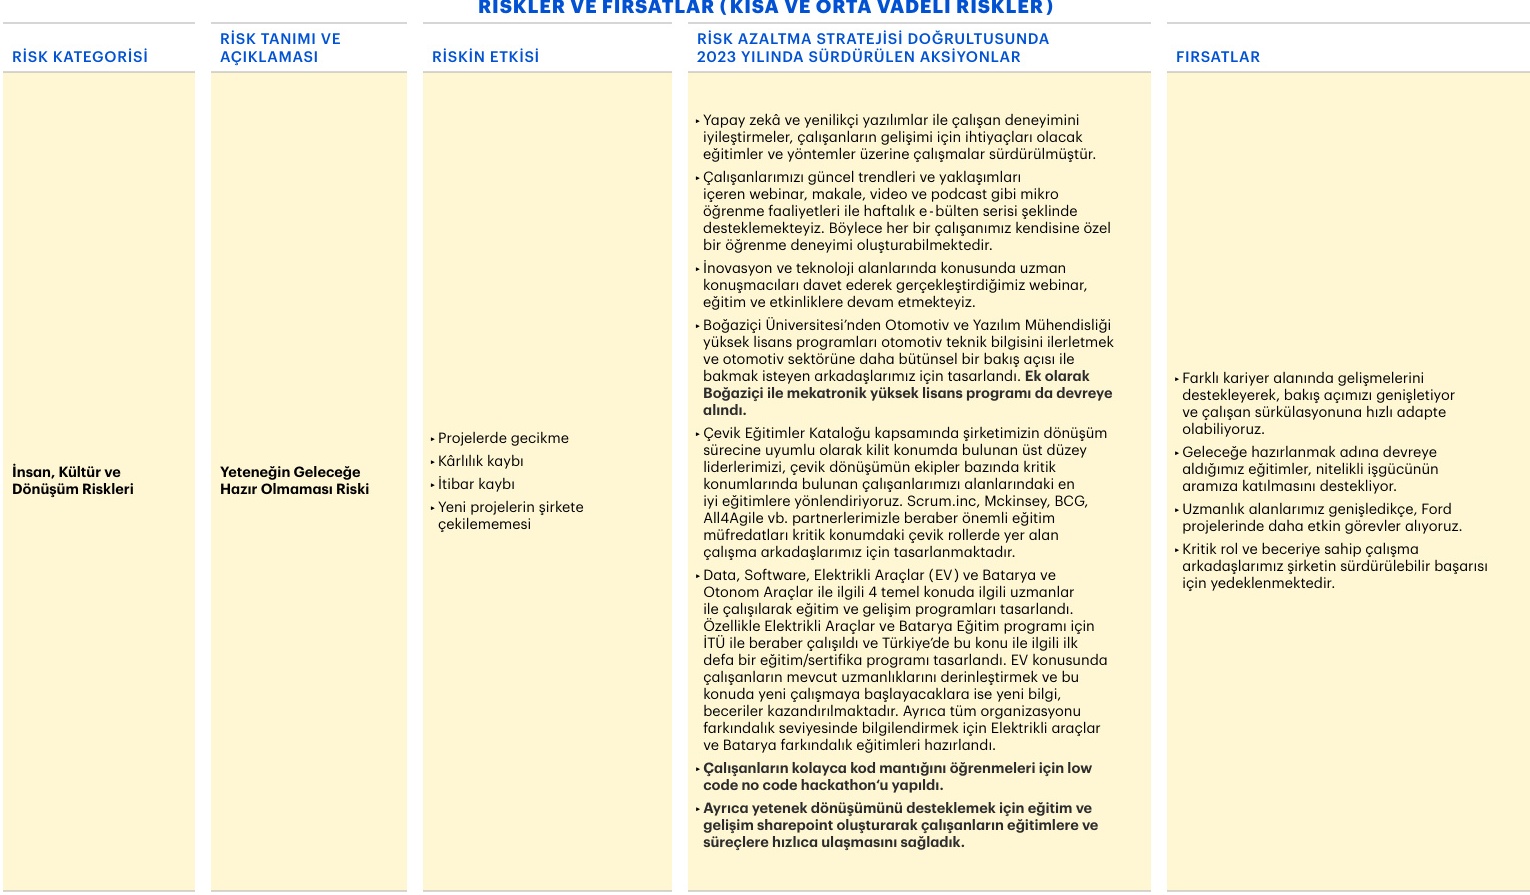 RİSKLER VE FIRSATLAR (KISA VE ORTA VADELİ RİSKLER)
RİSK KATEGORİSİ
RİSK TANIMI VE
AÇIKLAMASI
RİSKİN ETKİSİ
RİSK AZALTMA STRATEJİSİ DOĞRULTUSUNDA
2023 YILINDA SÜRDÜRÜLEN AKSİYONLAR
FIRSATLAR
İnsan, Kültür ve
Dönüşüm Riskleri
Yeteneğin Geleceğe
Hazır Olmaması Riski
▸ Projelerde gecikme
▸ Kârlılık kaybı
▸ İtibar kaybı
▸ Yeni projelerin şirkete
çekilememesi
▸ Yapay zekâ ve yenilikçi yazılımlar ile çalışan deneyimini
iyileştirmeler, çalışanların gelişimi için ihtiyaçları olacak
eğitimler ve yöntemler üzerine çalışmalar sürdürülmüştür.
▸ Çalışanlarımızı güncel trendleri ve yaklaşımları
içeren webinar, makale, video ve podcast gibi mikro
öğrenme faaliyetleri ile haftalık e-bülten serisi şeklinde
desteklemekteyiz. Böylece her bir çalışanımız kendisine özel
bir öğrenme deneyimi oluşturabilmektedir.
▸ İnovasyon ve teknoloji alanlarında konusunda uzman
konuşmacıları davet ederek gerçekleştirdiğimiz webinar,
eğitim ve etkinliklere devam etmekteyiz.
▸ Boğaziçi Üniversitesi’nden Otomotiv ve Yazılım Mühendisliği
yüksek lisans programları otomotiv teknik bilgisini ilerletmek
ve otomotiv sektörüne daha bütünsel bir bakış açısı ile
bakmak isteyen arkadaşlarımız için tasarlandı. Ek olarak
Boğaziçi ile mekatronik yüksek lisans programı da devreye
alındı.
▸ Çevik Eğitimler Kataloğu kapsamında şirketimizin dönüşüm
sürecine uyumlu olarak kilit konumda bulunan üst düzey
liderlerimizi, çevik dönüşümün ekipler bazında kritik
konumlarında bulunan çalışanlarımızı alanlarındaki en
iyi eğitimlere yönlendiriyoruz. Scrum.inc, Mckinsey, BCG,
All4Agile vb. partnerlerimizle beraber önemli eğitim
müfredatları kritik konumdaki çevik rollerde yer alan
çalışma arkadaşlarımız için tasarlanmaktadır.
▸ Data, Software, Elektrikli Araçlar (EV) ve Batarya ve
Otonom Araçlar ile ilgili 4 temel konuda ilgili uzmanlar
ile çalışılarak eğitim ve gelişim programları tasarlandı.
Özellikle Elektrikli Araçlar ve Batarya Eğitim programı için
İTÜ ile beraber çalışıldı ve Türkiye’de bu konu ile ilgili ilk
defa bir eğitim/sertifika programı tasarlandı. EV konusunda
çalışanların mevcut uzmanlıklarını derinleştirmek ve bu
konuda yeni çalışmaya başlayacaklara ise yeni bilgi,
beceriler kazandırılmaktadır. Ayrıca tüm organizasyonu
farkındalık seviyesinde bilgilendirmek için Elektrikli araçlar
ve Batarya farkındalık eğitimleri hazırlandı.
▸ Çalışanların kolayca kod mantığını öğrenmeleri için low
code no code hackathon’u yapıldı.
▸ Ayrıca yetenek dönüşümünü desteklemek için eğitim ve
gelişim sharepoint oluşturarak çalışanların eğitimlere ve
süreçlere hızlıca ulaşmasını sağladık.
▸ Farklı kariyer alanında gelişmelerini
destekleyerek, bakış açımızı genişletiyor
ve çalışan sürkülasyonuna hızlı adapte
olabiliyoruz.
▸ Geleceğe hazırlanmak adına devreye
aldığımız eğitimler, nitelikli işgücünün
aramıza katılmasını destekliyor.
▸ Uzmanlık alanlarımız genişledikçe, Ford
projelerinde daha etkin görevler alıyoruz.
▸ Kritik rol ve beceriye sahip çalışma
arkadaşlarımız şirketin sürdürülebilir başarısı
için yedeklenmektedir.